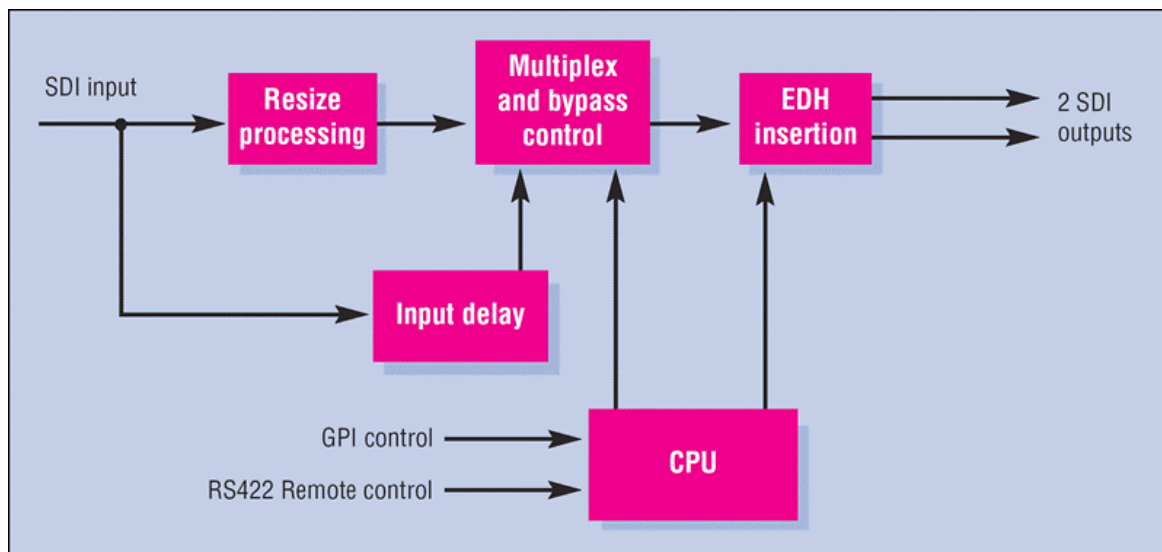 SDI input
Resize
processing
Multiplex
and bypass
control
EDH
insertion
2 SDI
outputs
Input delay
GPI control
RS422 Remote control
CPU